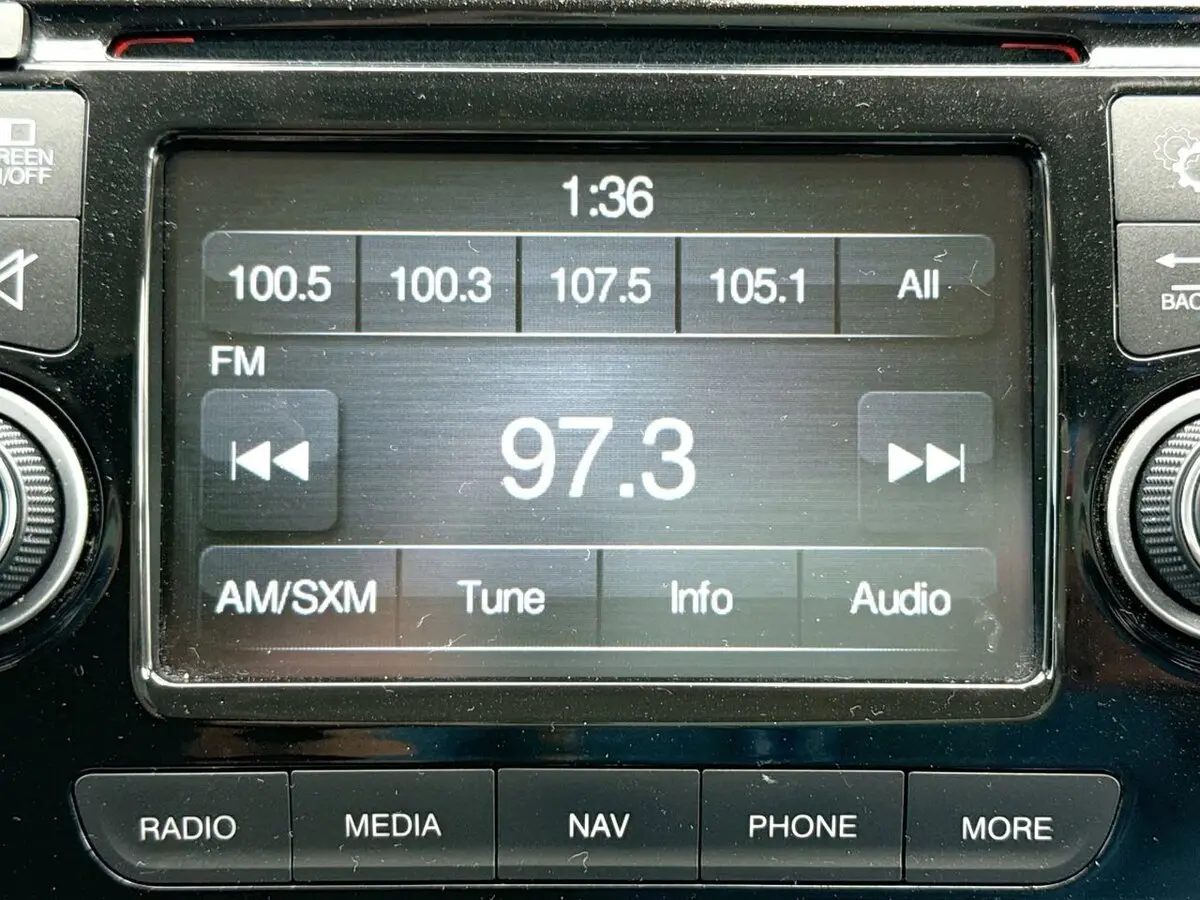 1:36
100.5 100.3 107.5 105.1 All
FM
97.3
AM/SXM Tune Info Audio
RADIO MEDIA NAV PHONE MORE